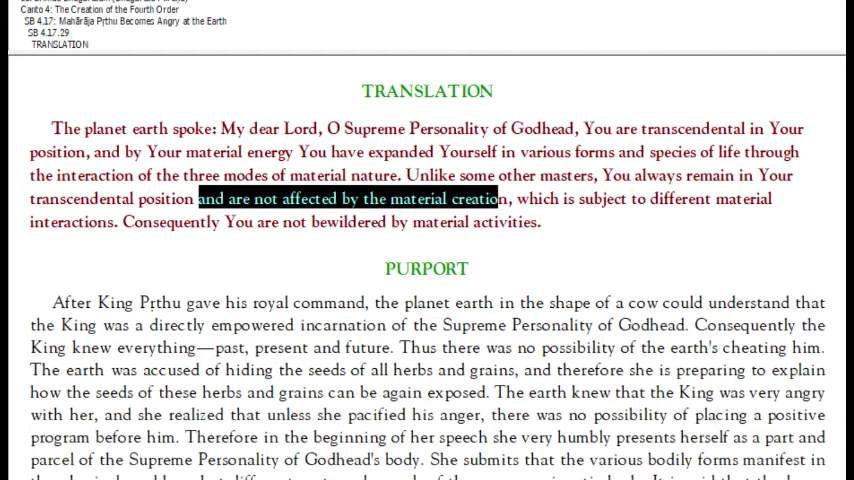 Canto 4: The Creation of the Fourth Order
SB 4.17: Mahārāja Pṛthu Becomes Angry at the Earth
SB 4.17.29
TRANSLATION
TRANSLATION
The planet earth spoke: My dear Lord, O Supreme Personality of Godhead, You are transcendental in Your
position, and by Your material energy You have expanded Yourself in various forms and species of life through
the interaction of the three modes of material nature. Unlike some other masters, You always remain in Your
transcendental position and are not affected by the material creation, which is subject to different material
interactions. Consequently You are not bewildered by material activities.
PURPORT
After King Pṛthu gave his royal command, the planet earth in the shape of a cow could understand that
the King was a directly empowered incarnation of the Supreme Personality of Godhead. Consequently the
King knew everything—past, present and future. Thus there was no possibility of the earth's cheating him.
The earth was accused of hiding the seeds of all herbs and grains, and therefore she is preparing to explain
how the seeds of these herbs and grains can be again exposed. The earth knew that the King was very angry
with her, and she realized that unless she pacified his anger, there was no possibility of placing a positive
program before him. Therefore in the beginning of her speech she very humbly presents herself as a part and
parcel of the Supreme Personality of Godhead's body. She submits that the various bodily forms manifest in